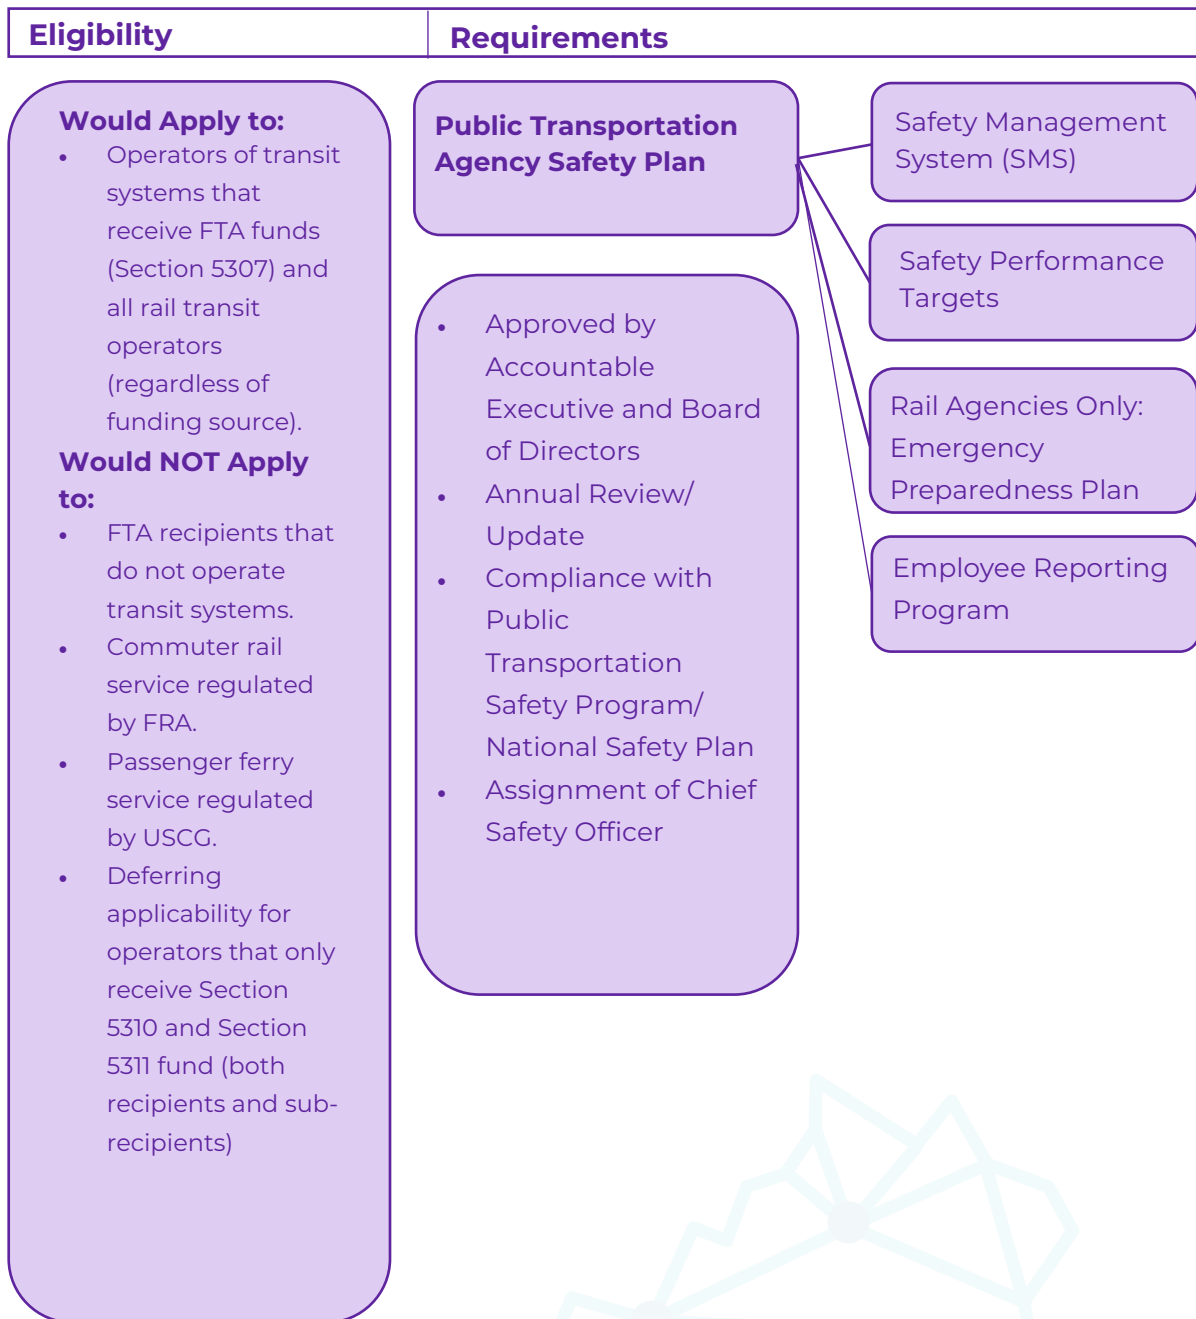 Eligibility
Requirements
Would Apply to:
• Operators of transit
systems that
receive FTA funds
(Section 5307) and
all rail transit
operators
(regardless of
funding source).
Would NOT Apply
to:
• FTA recipients that
do not operate
transit systems.
• Commuter rail
service regulated
by FRA.
• Passenger ferry
service regulated
by USCG.
• Deferring
applicability for
operators that only
receive Section
5310 and Section
5311 fund (both
recipients and sub-
recipients)
Public Transportation
Agency Safety Plan
• Approved by
Accountable
Executive and Board
of Directors
• Annual Review/
Update
• Compliance with
Public
Transportation
Safety Program/
National Safety Plan
• Assignment of Chief
Safety Officer
Safety Management
System (SMS)
Safety Performance
Targets
Rail Agencies Only:
Emergency
Preparedness Plan
Employee Reporting
Program